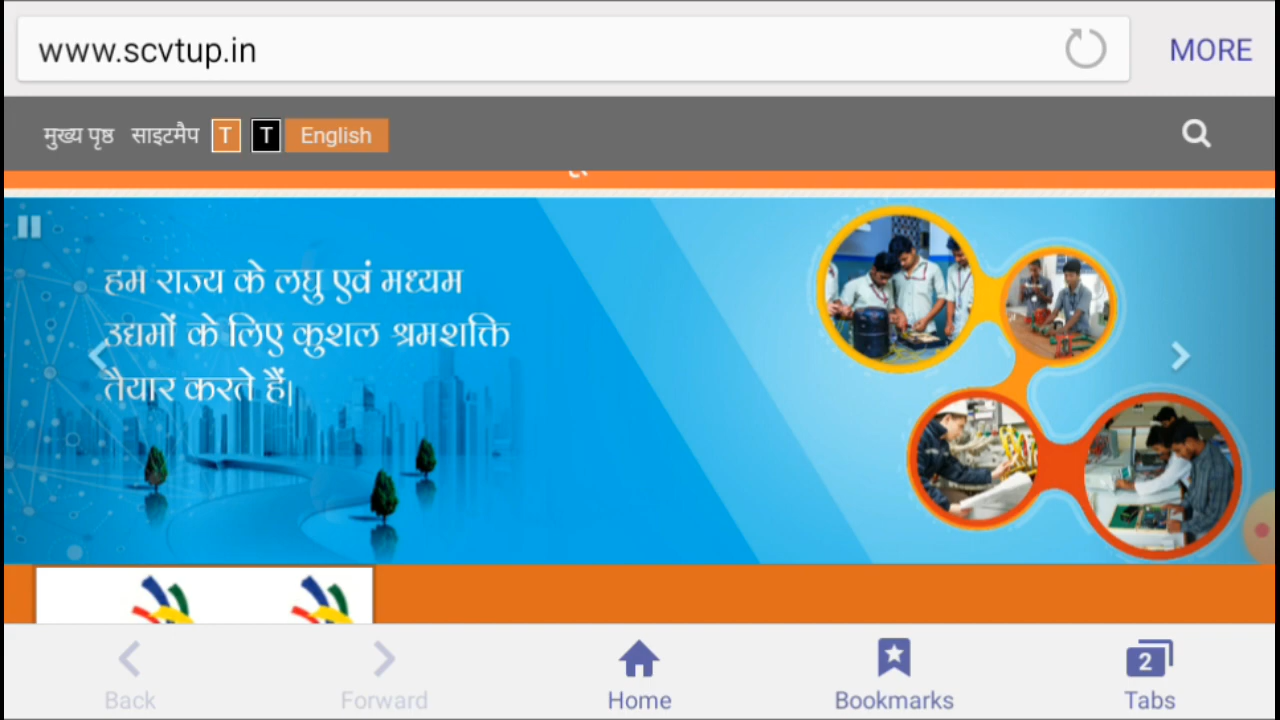 www.scvtup.in
MORE
मुख्य पृष्ठ साइटमैप T T English
हम राज्य के लघु एवं मध्यम
उद्यमों के लिए कुशल श्रमशक्ति
तैयार करते हैं।
Back Forward Home Bookmarks 2 Tabs